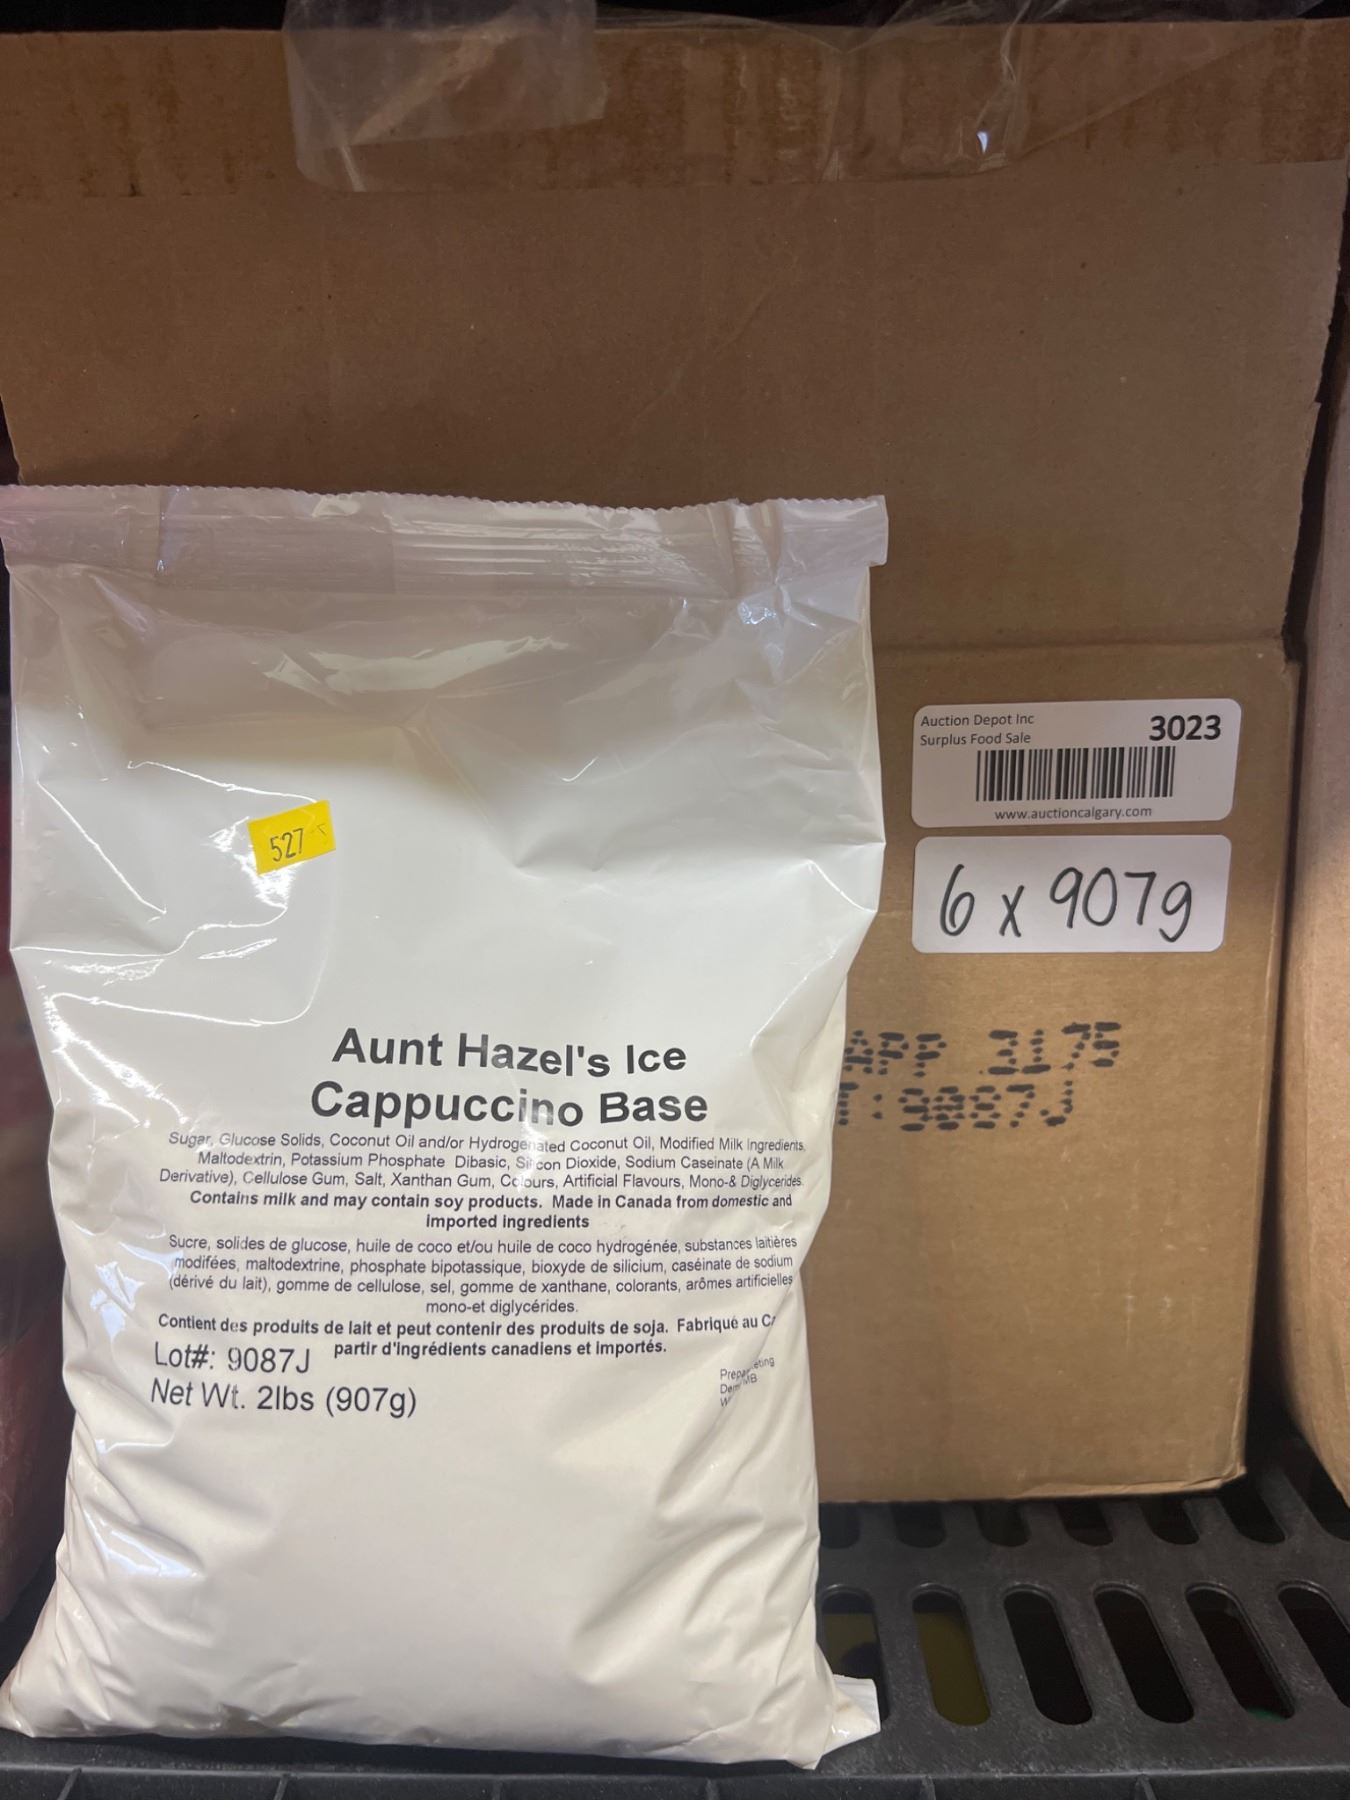 Auction Depot Inc
Surplus Food Sale
3023
www.auctioncalgary.com
6 x 907g
527
Aunt Hazel's Ice
Cappuccino Base
Sugar, Glucose Solids, Coconut Oil and/or Hydrogenated Coconut Oil, Modified Milk Ingredients,
Maltodextrin, Potassium Phosphate Dibasic, Silicon Dioxide, Sodium Caseinate (A Milk
Derivative), Cellulose Gum, Salt, Xanthan Gum, Colours, Artificial Flavours, Mono-& Diglycerides.
Contains milk and may contain soy products. Made in Canada from domestic and
imported ingredients
Sucre, solides de glucose, huile de coco et/ou huile de coco hydrogénée, substances laitières
modifées, maltodextrine, phosphate bipotassique, bioxyde de silicium, caséinate de sodium
(dérivé du lait), gomme de cellulose, sel, gomme de xanthane, colorants, arômes artificielles
mono-et diglycérides.
Contient des produits de lait et peut contenir des produits de soja. Fabriqué au
partir d'ingrédients canadiens et importés.
Lot#: 9087J
Net Wt. 2lbs (907g)
3175
9087J